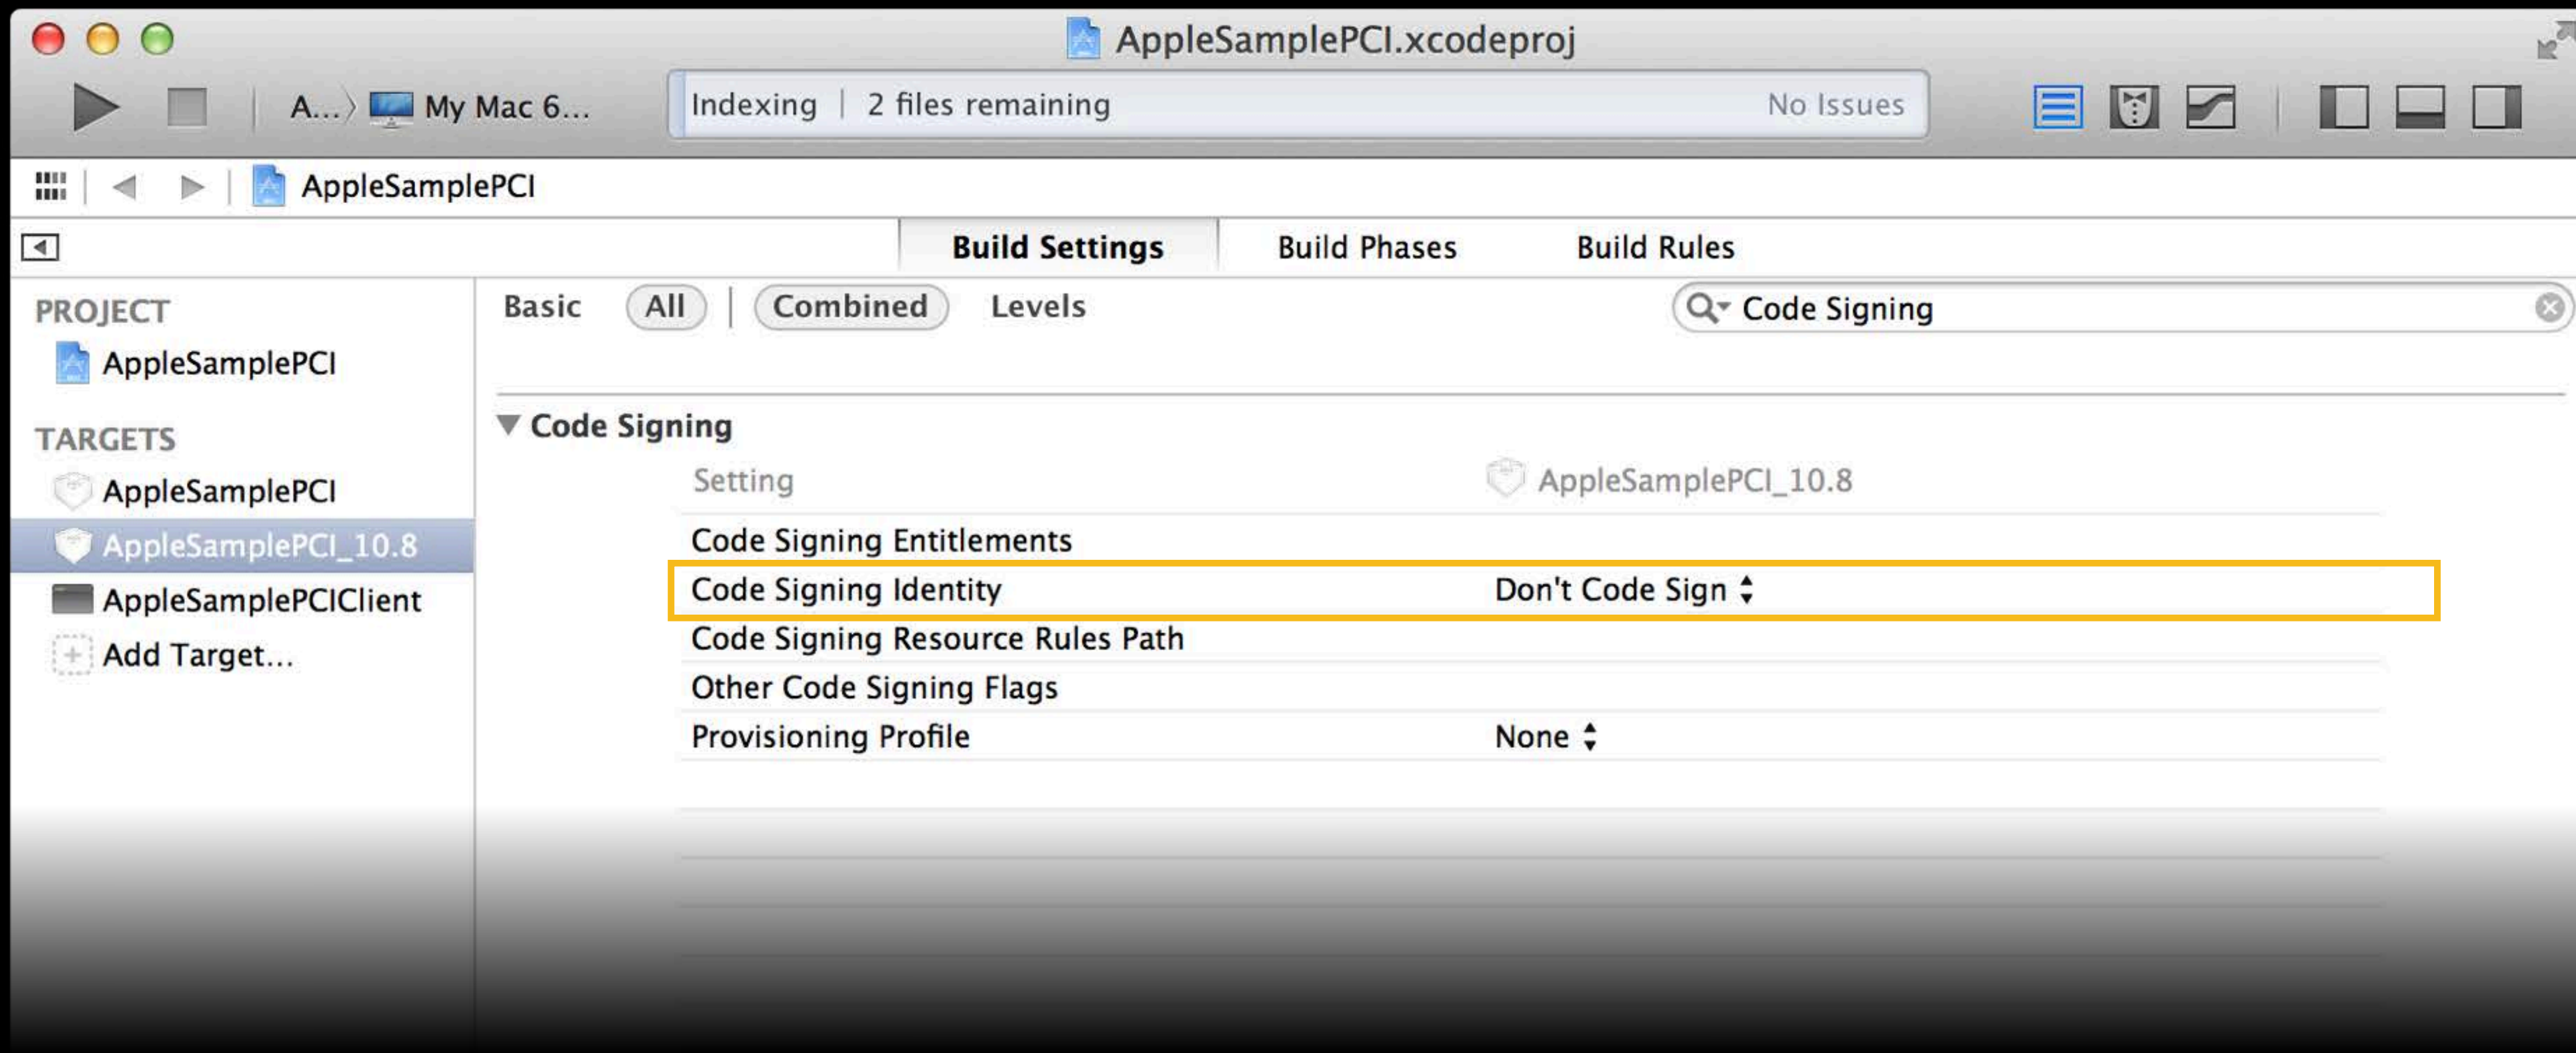 AppleSamplePCI.xcodeproj
A... My Mac 6...
Indexing | 2 files remaining
No Issues
AppleSamplePCI
Build Settings Build Phases Build Rules
PROJECT
AppleSamplePCI
TARGETS
AppleSamplePCI
AppleSamplePCI_10.8
AppleSamplePCIClient
Add Target...
Basic All | Combined Levels
Code Signing
Code Signing
Setting AppleSamplePCI_10.8
Code Signing Entitlements
Code Signing Identity Don't Code Sign
Code Signing Resource Rules Path
Other Code Signing Flags
Provisioning Profile None